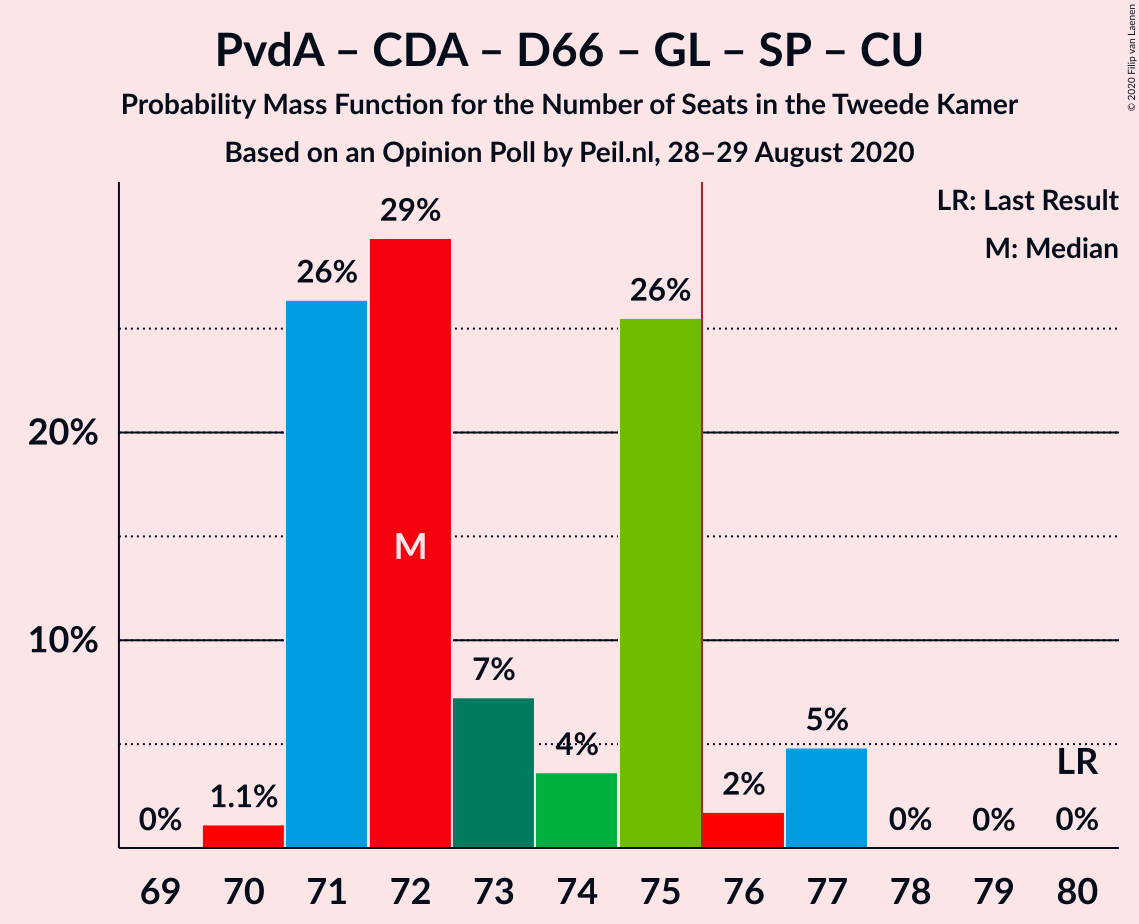 PvdA – CDA – D66 – GL – SP – CU
Probability Mass Function for the Number of Seats in the Tweede Kamer
Based on an Opinion Poll by Peil.nl, 28–29 August 2020
© 2020 Filip van Laenen
LR: Last Result
M: Median
20%
10%
0%
1.1%
26%
29%
M
7%
4%
26%
2%
5%
0%
0%
LR
0%
69 70 71 72 73 74 75 76 77 78 79 80